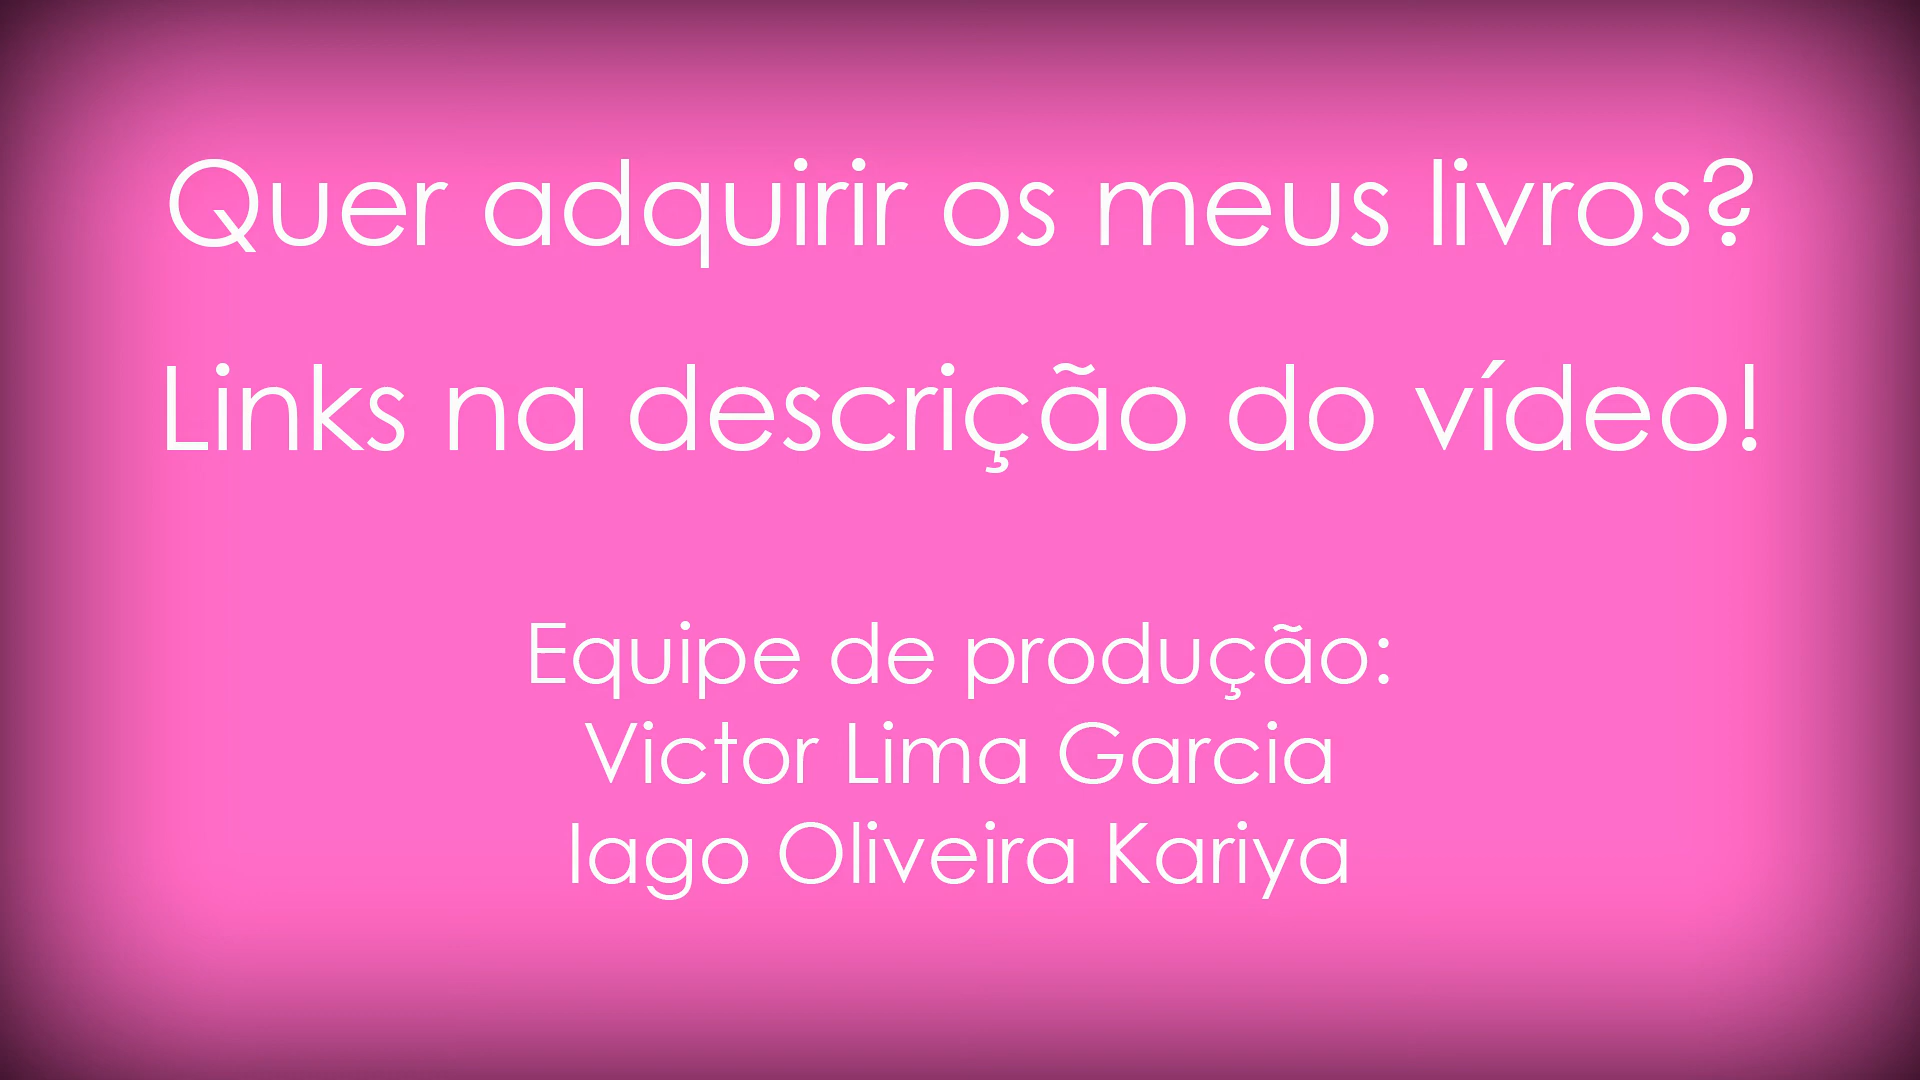 Quer adquirir os meus livros?
Links na descrição do vídeo!
Equipe de produção:
Victor Lima Garcia
Iago Oliveira Kariya